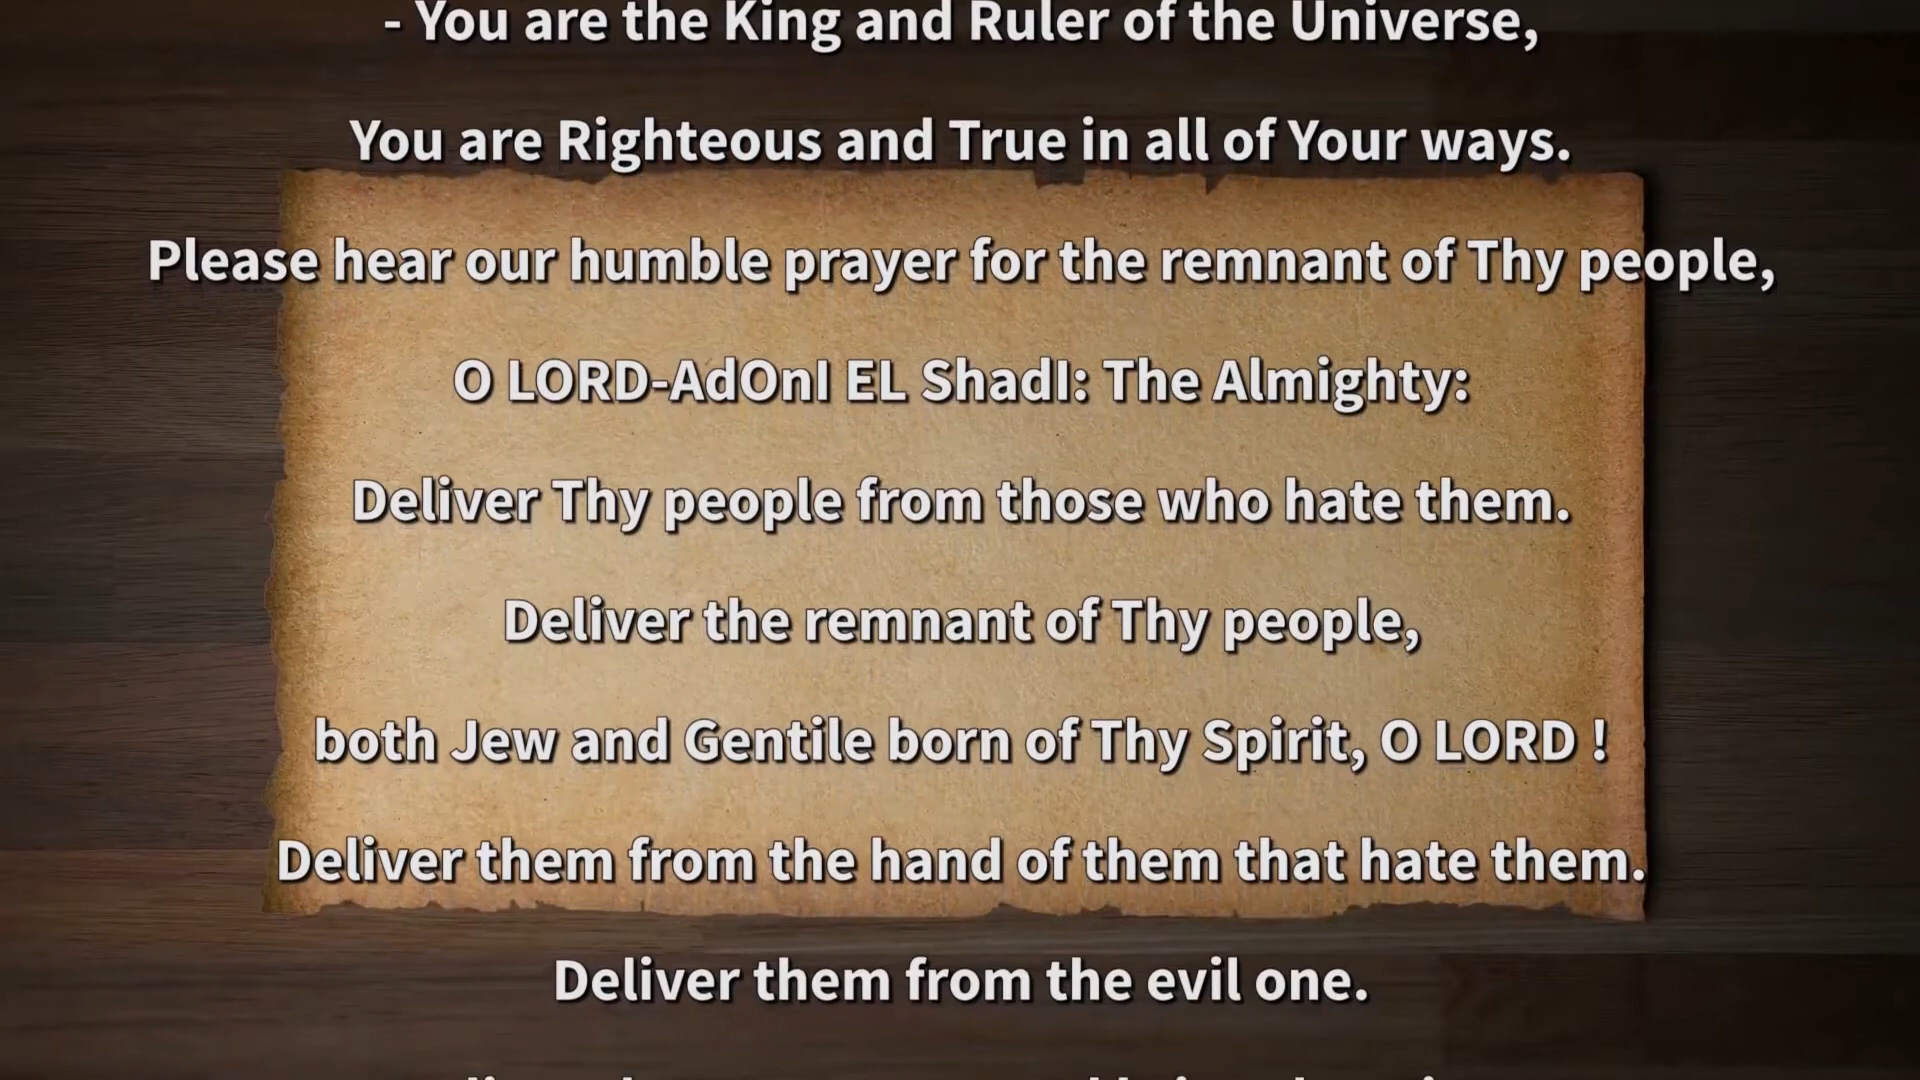 - You are the King and Ruler of the Universe,
You are Righteous and True in all of Your ways.
Please hear our humble prayer for the remnant of Thy people,
O LORD-AdOnI EL ShadI: The Almighty:
Deliver Thy people from those who hate them.
Deliver the remnant of Thy people,
both Jew and Gentile born of Thy Spirit, O LORD !
Deliver them from the hand of them that hate them.
Deliver them from the evil one.